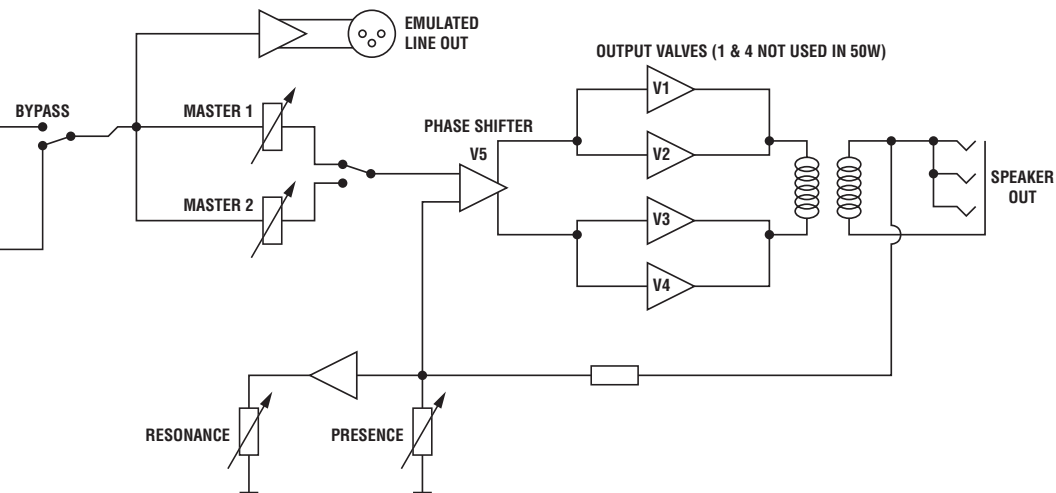 EMULATED
LINE OUT
OUTPUT VALVES (1 & 4 NOT USED IN 50W)
BYPASS
MASTER 1
PHASE SHIFTER
V5
V1
V2
SPEAKER
OUT
MASTER 2
V3
V4
RESONANCE
PRESENCE